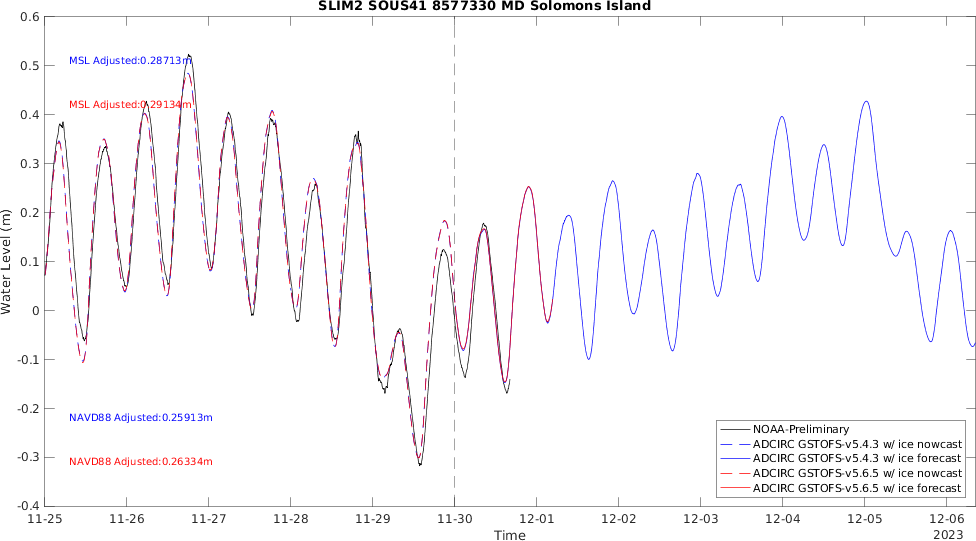 SLIM2 SOUS41 8577330 MD Solomons Island
0.6
0.5
0.4
0.3
0.2
0.1
0
-0.1
-0.2
-0.3
-0.4
Water Level (m)
MSL Adjusted:0.28713m
MSL Adjusted:0.29134m
NAVD88 Adjusted:0.25913m
NAVD88 Adjusted:0.26334m
NOAA-Preliminary
ADCIRC GSTOFS-v5.4.3 w/ ice nowcast
ADCIRC GSTOFS-v5.4.3 w/ ice forecast
ADCIRC GSTOFS-v5.6.5 w/ ice nowcast
ADCIRC GSTOFS-v5.6.5 w/ ice forecast
11-25 11-26 11-27 11-28 11-29 11-30 12-01 12-02 12-03 12-04 12-05 12-06
2023
Time